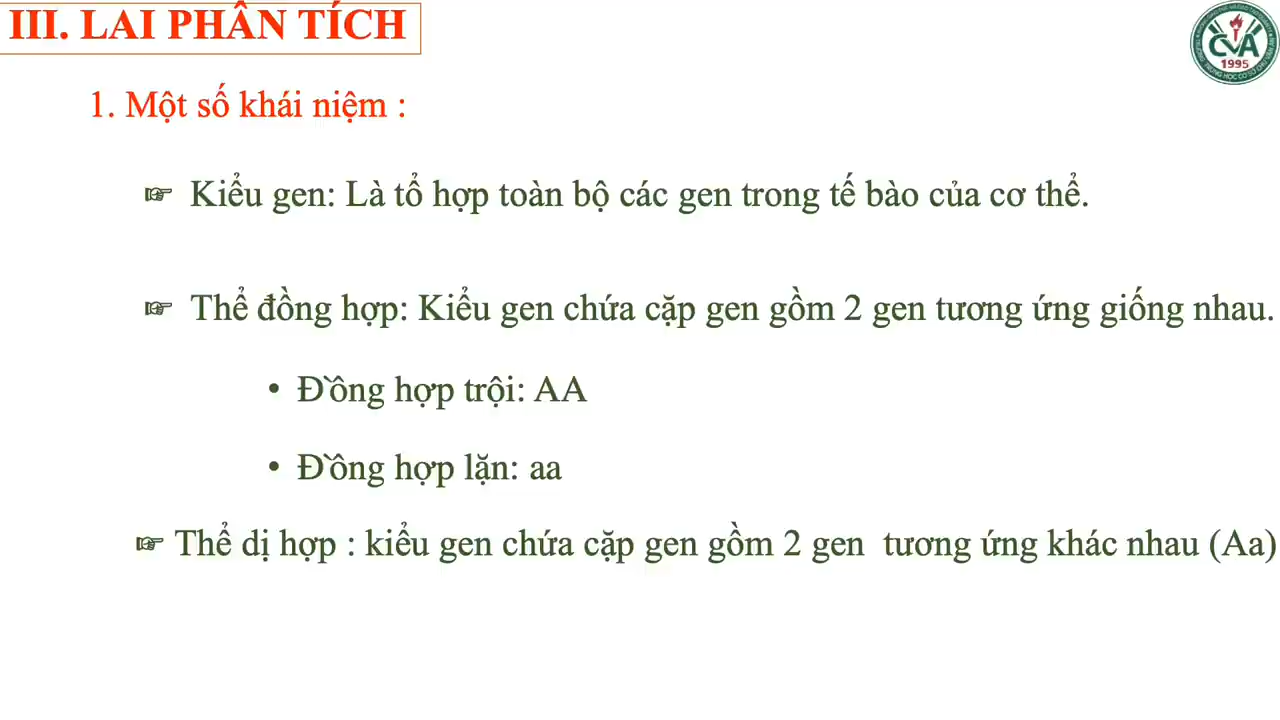 III. LAI PHÂN TÍCH
CVA
1995
1. Một số khái niệm :
☞ Kiểu gen: Là tổ hợp toàn bộ các gen trong tế bào của cơ thể.
☞ Thể đồng hợp: Kiểu gen chứa cặp gen gồm 2 gen tương ứng giống nhau.
• Đồng hợp trội: AA
• Đồng hợp lặn: aa
☞ Thể dị hợp : kiểu gen chứa cặp gen gồm 2 gen  tương ứng khác nhau (Aa)